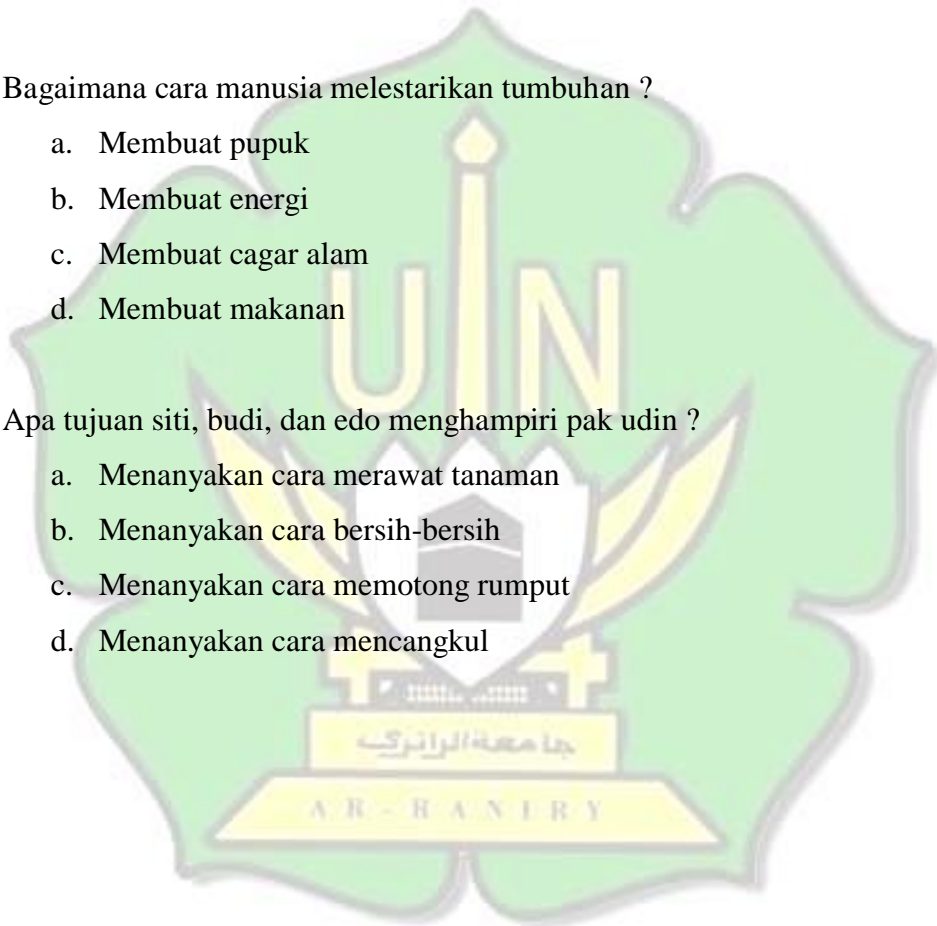 Bagaimana cara manusia melestarikan tumbuhan ?
a. Membuat pupuk
b. Membuat energi
c. Membuat cagar alam
d. Membuat makanan
Apa tujuan siti, budi, dan edo menghampiri pak udin ?
a. Menanyakan cara merawat tanaman
b. Menanyakan cara bersih-bersih
c. Menanyakan cara memotong rumput
d. Menanyakan cara mencangkul
UIN
جامعة الرانري
AR-RANIRY